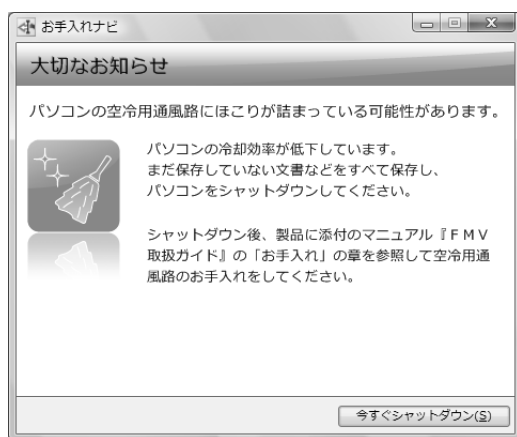 お手入れナビ
大切なお知らせ
パソコンの空冷用通風路にほこりが詰まっている可能性があります。
パソコンの冷却効率が低下しています。
まだ保存していない文書などをすべて保存し、
パソコンをシャットダウンしてください。
シャットダウン後、製品に添付のマニュアル『ＦＭＶ
取扱ガイド』の「お手入れ」の章を参照して空冷用通
風路のお手入れをしてください。
今すぐシャットダウン(S)